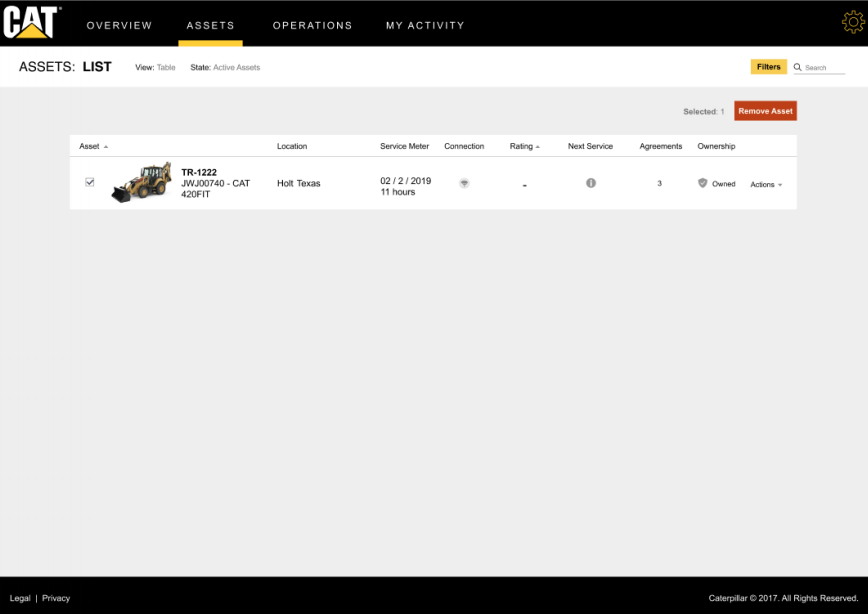 CAT
OVERVIEW ASSETS OPERATIONS MY ACTIVITY
ASSETS: LIST View: Table State: Active Assets Filters Search
Selected: 1 Remove Asset
Asset Location Service Meter Connection Rating Next Service Agreements Ownership
TR-1222
JWJ00740 - CAT
420FIT
Holt Texas
02 / 2 / 2019
11 hours
-
3
Owned
Actions
Legal | Privacy
Caterpillar © 2017. All Rights Reserved.